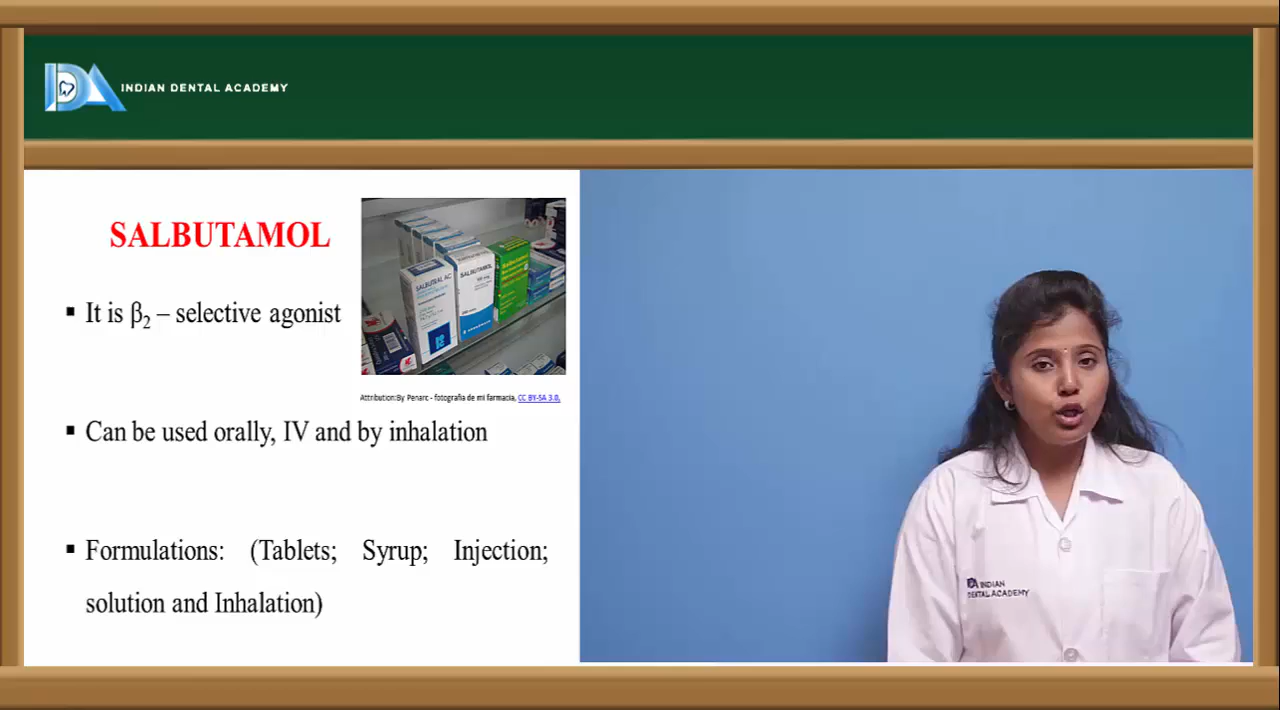 INDIAN DENTAL ACADEMY
SALBUTAMOL
▪ It is β₂ – selective agonist
SALBUTAMOL
Attribution:By Penarc - fotografia de mi farmacia, CC BY-SA 3.0,
▪ Can be used orally, IV and by inhalation
▪ Formulations: (Tablets; Syrup; Injection;
solution and Inhalation)
INDIAN
DENTAL ACADEMY